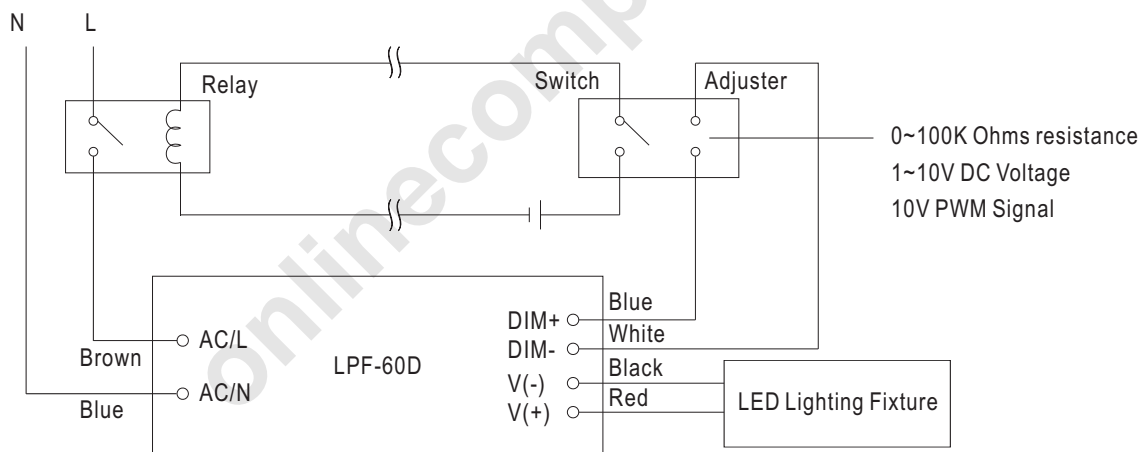 N
L
Relay
Switch
Adjuster
0~100K Ohms resistance
1~10V DC Voltage
10V PWM Signal
Brown
Blue
AC/L
AC/N
LPF-60D
DIM+
DIM-
V(-)
V(+)
Blue
White
Black
Red
LED Lighting Fixture
onlinecomp